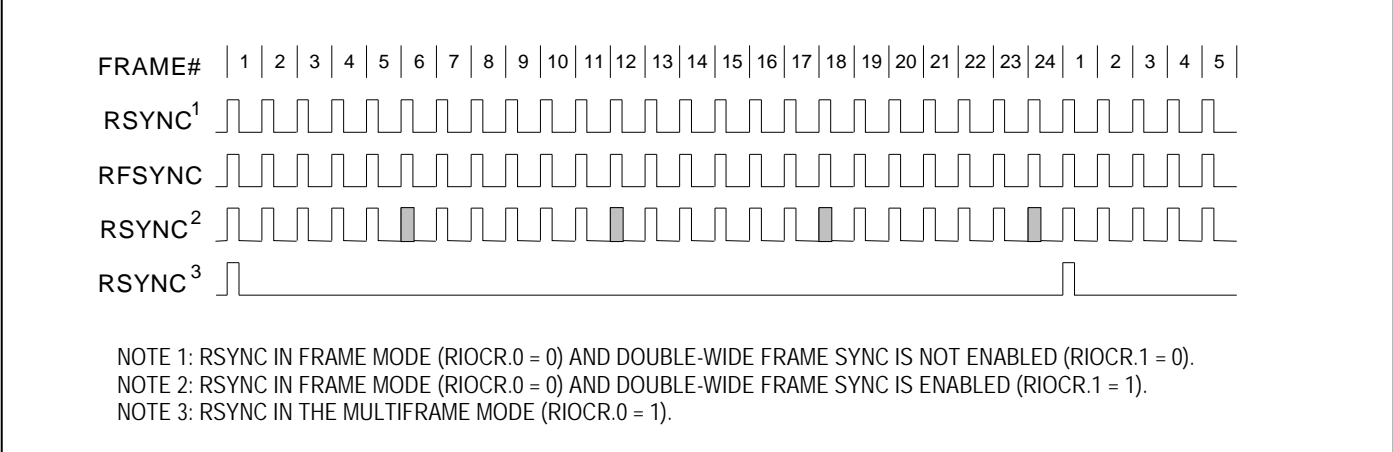 FRAME# 1 2 3 4 5 6 7 8 9 10 11 12 13 14 15 16 17 18 19 20 21 22 23 24 1 2 3 4 5
RSYNC1
RFSYNC
RSYNC2
RSYNC3
NOTE 1: RSYNC IN FRAME MODE (RIOCR.0 = 0) AND DOUBLE-WIDE FRAME SYNC IS NOT ENABLED (RIOCR.1 = 0).
NOTE 2: RSYNC IN FRAME MODE (RIOCR.0 = 0) AND DOUBLE-WIDE FRAME SYNC IS ENABLED (RIOCR.1 = 1).
NOTE 3: RSYNC IN THE MULTIFRAME MODE (RIOCR.0 = 1).